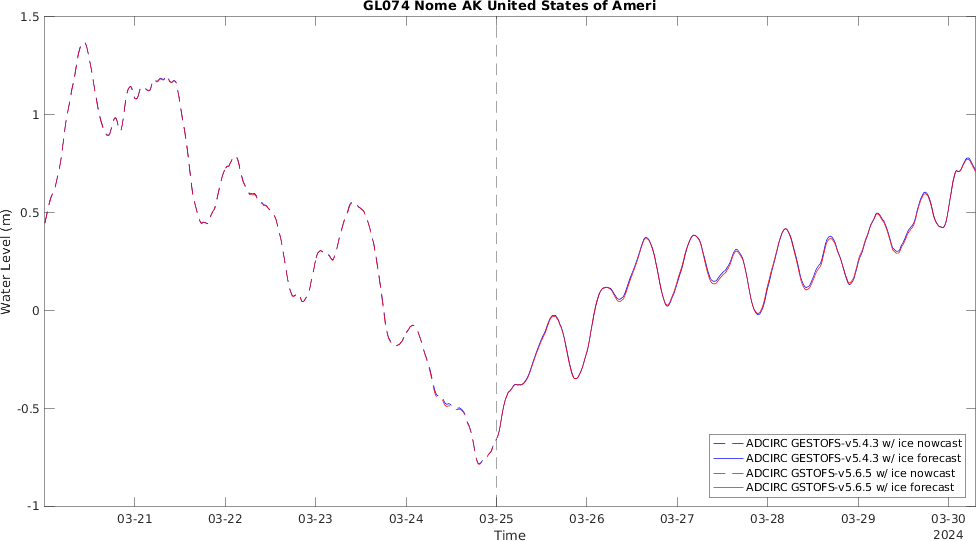 GL074 Nome AK United States of Ameri
1.5
1
0.5
0
-0.5
-1
Water Level (m)
03-21
03-22
03-23
03-24
03-25
03-26
03-27
03-28
03-29
03-30
2024
Time
ADCIRC GESTOFS-v5.4.3 w/ ice nowcast
ADCIRC GESTOFS-v5.4.3 w/ ice forecast
ADCIRC GSTOFS-v5.6.5 w/ ice nowcast
ADCIRC GSTOFS-v5.6.5 w/ ice forecast